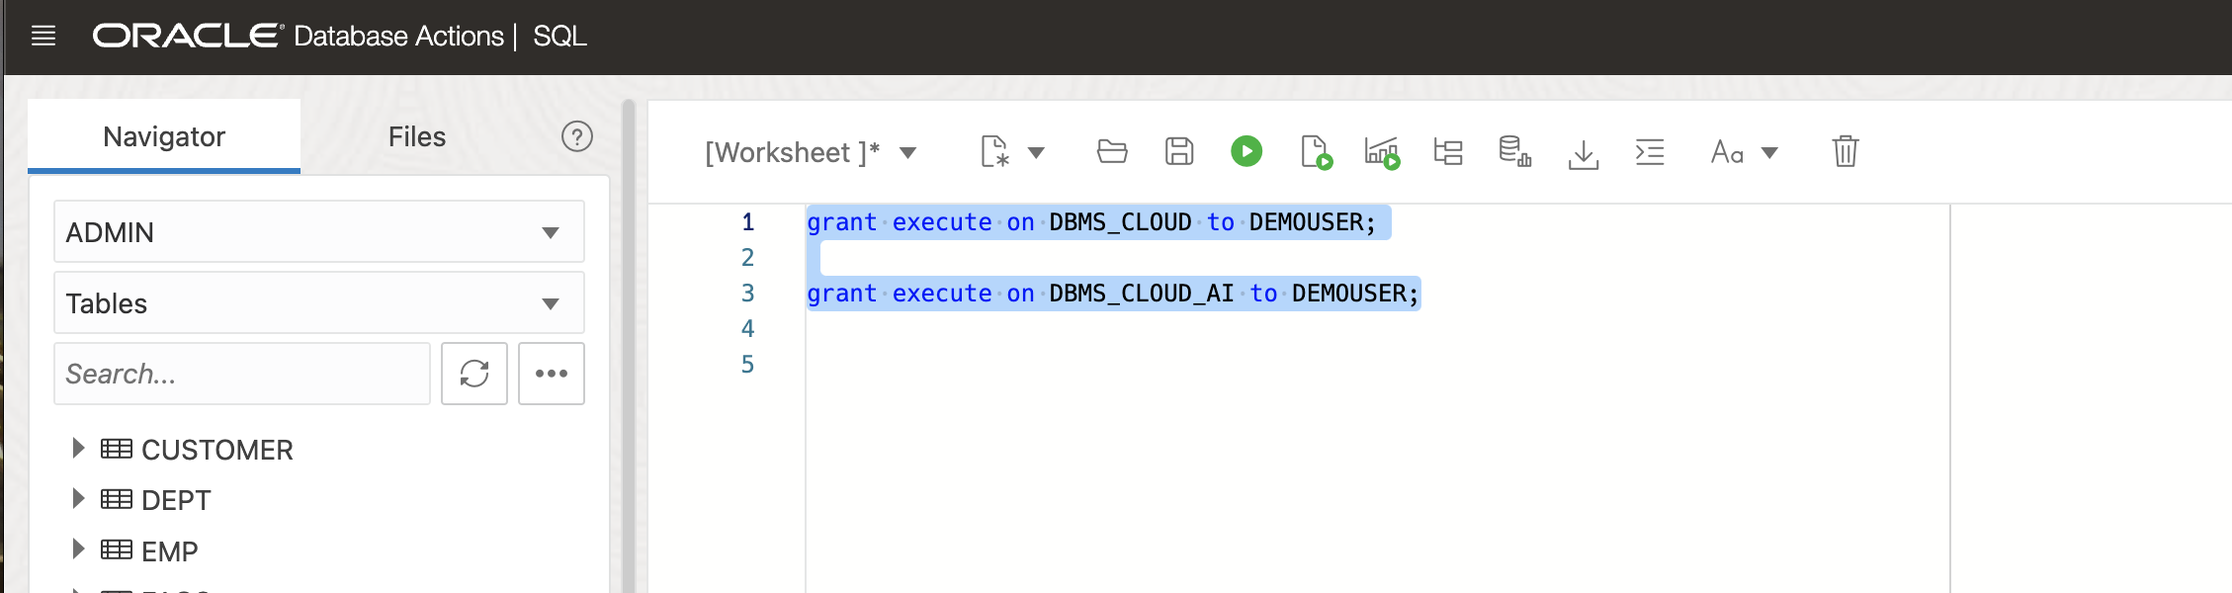 ORACLE Database Actions | SQL
Navigator
Files
?
ADMIN
Tables
Search...
CUSTOMER
DEPT
EMP
[Worksheet ]*
Aa
1 grant execute on DBMS_CLOUD to DEMOUSER;
2
3 grant execute on DBMS_CLOUD_AI to DEMOUSER;
4
5